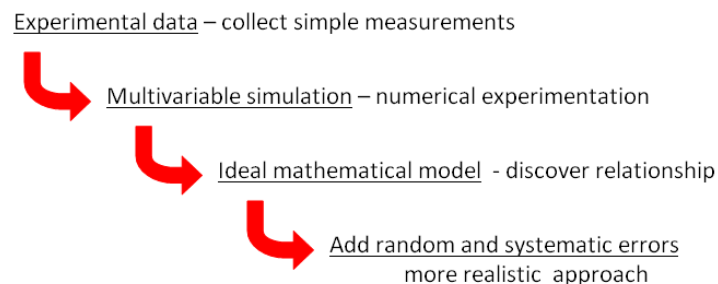 Experimental data – collect simple measurements
Multivariable simulation – numerical experimentation
Ideal mathematical model - discover relationship
Add random and systematic errors
more realistic approach